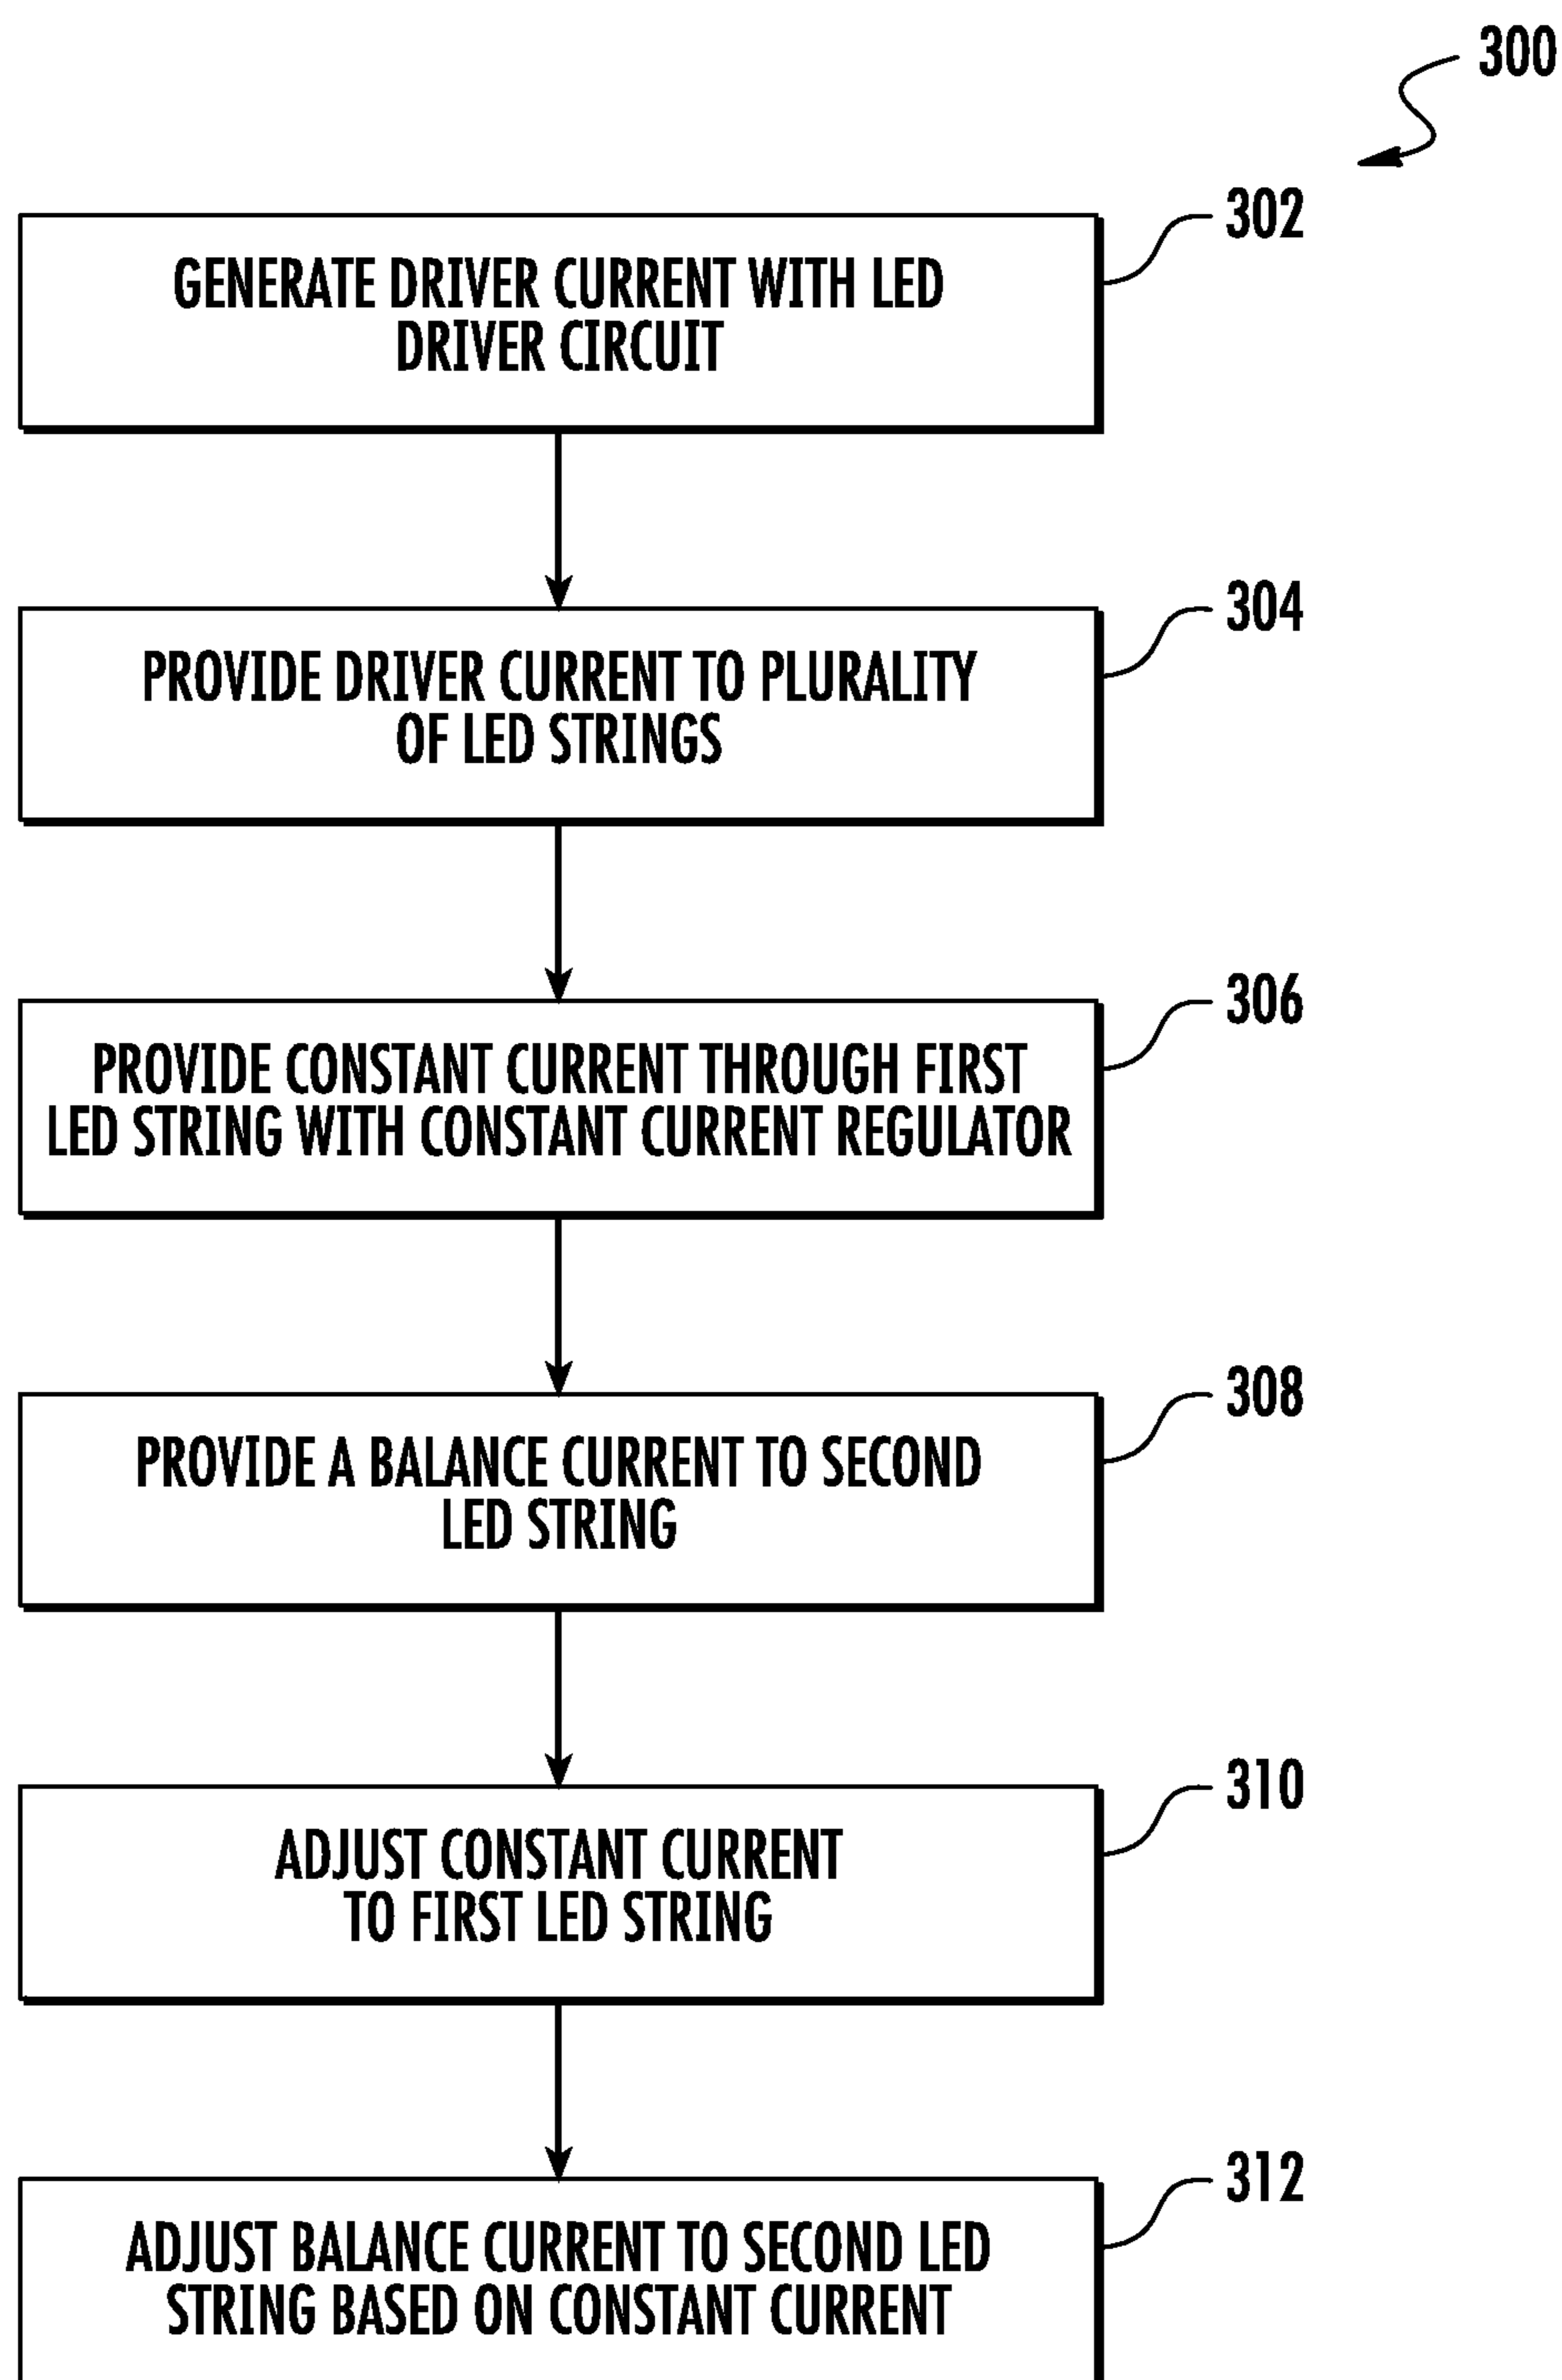 300
302
GENERATE DRIVER CURRENT WITH LED
DRIVER CIRCUIT
304
PROVIDE DRIVER CURRENT TO PLURALITY
OF LED STRINGS
306
PROVIDE CONSTANT CURRENT THROUGH FIRST
LED STRING WITH CONSTANT CURRENT REGULATOR
308
PROVIDE A BALANCE CURRENT TO SECOND
LED STRING
310
ADJUST CONSTANT CURRENT
TO FIRST LED STRING
312
ADJUST BALANCE CURRENT TO SECOND LED
STRING BASED ON CONSTANT CURRENT